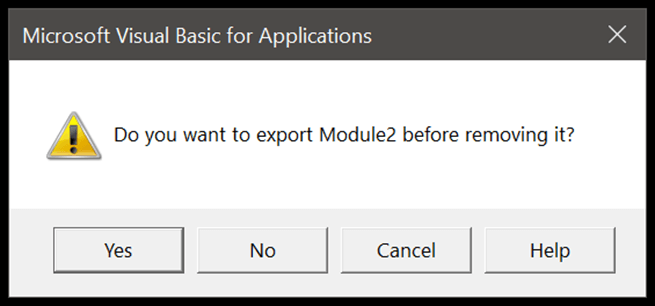 Microsoft Visual Basic for Applications
Do you want to export Module2 before removing it?
Yes
No
Cancel
Help